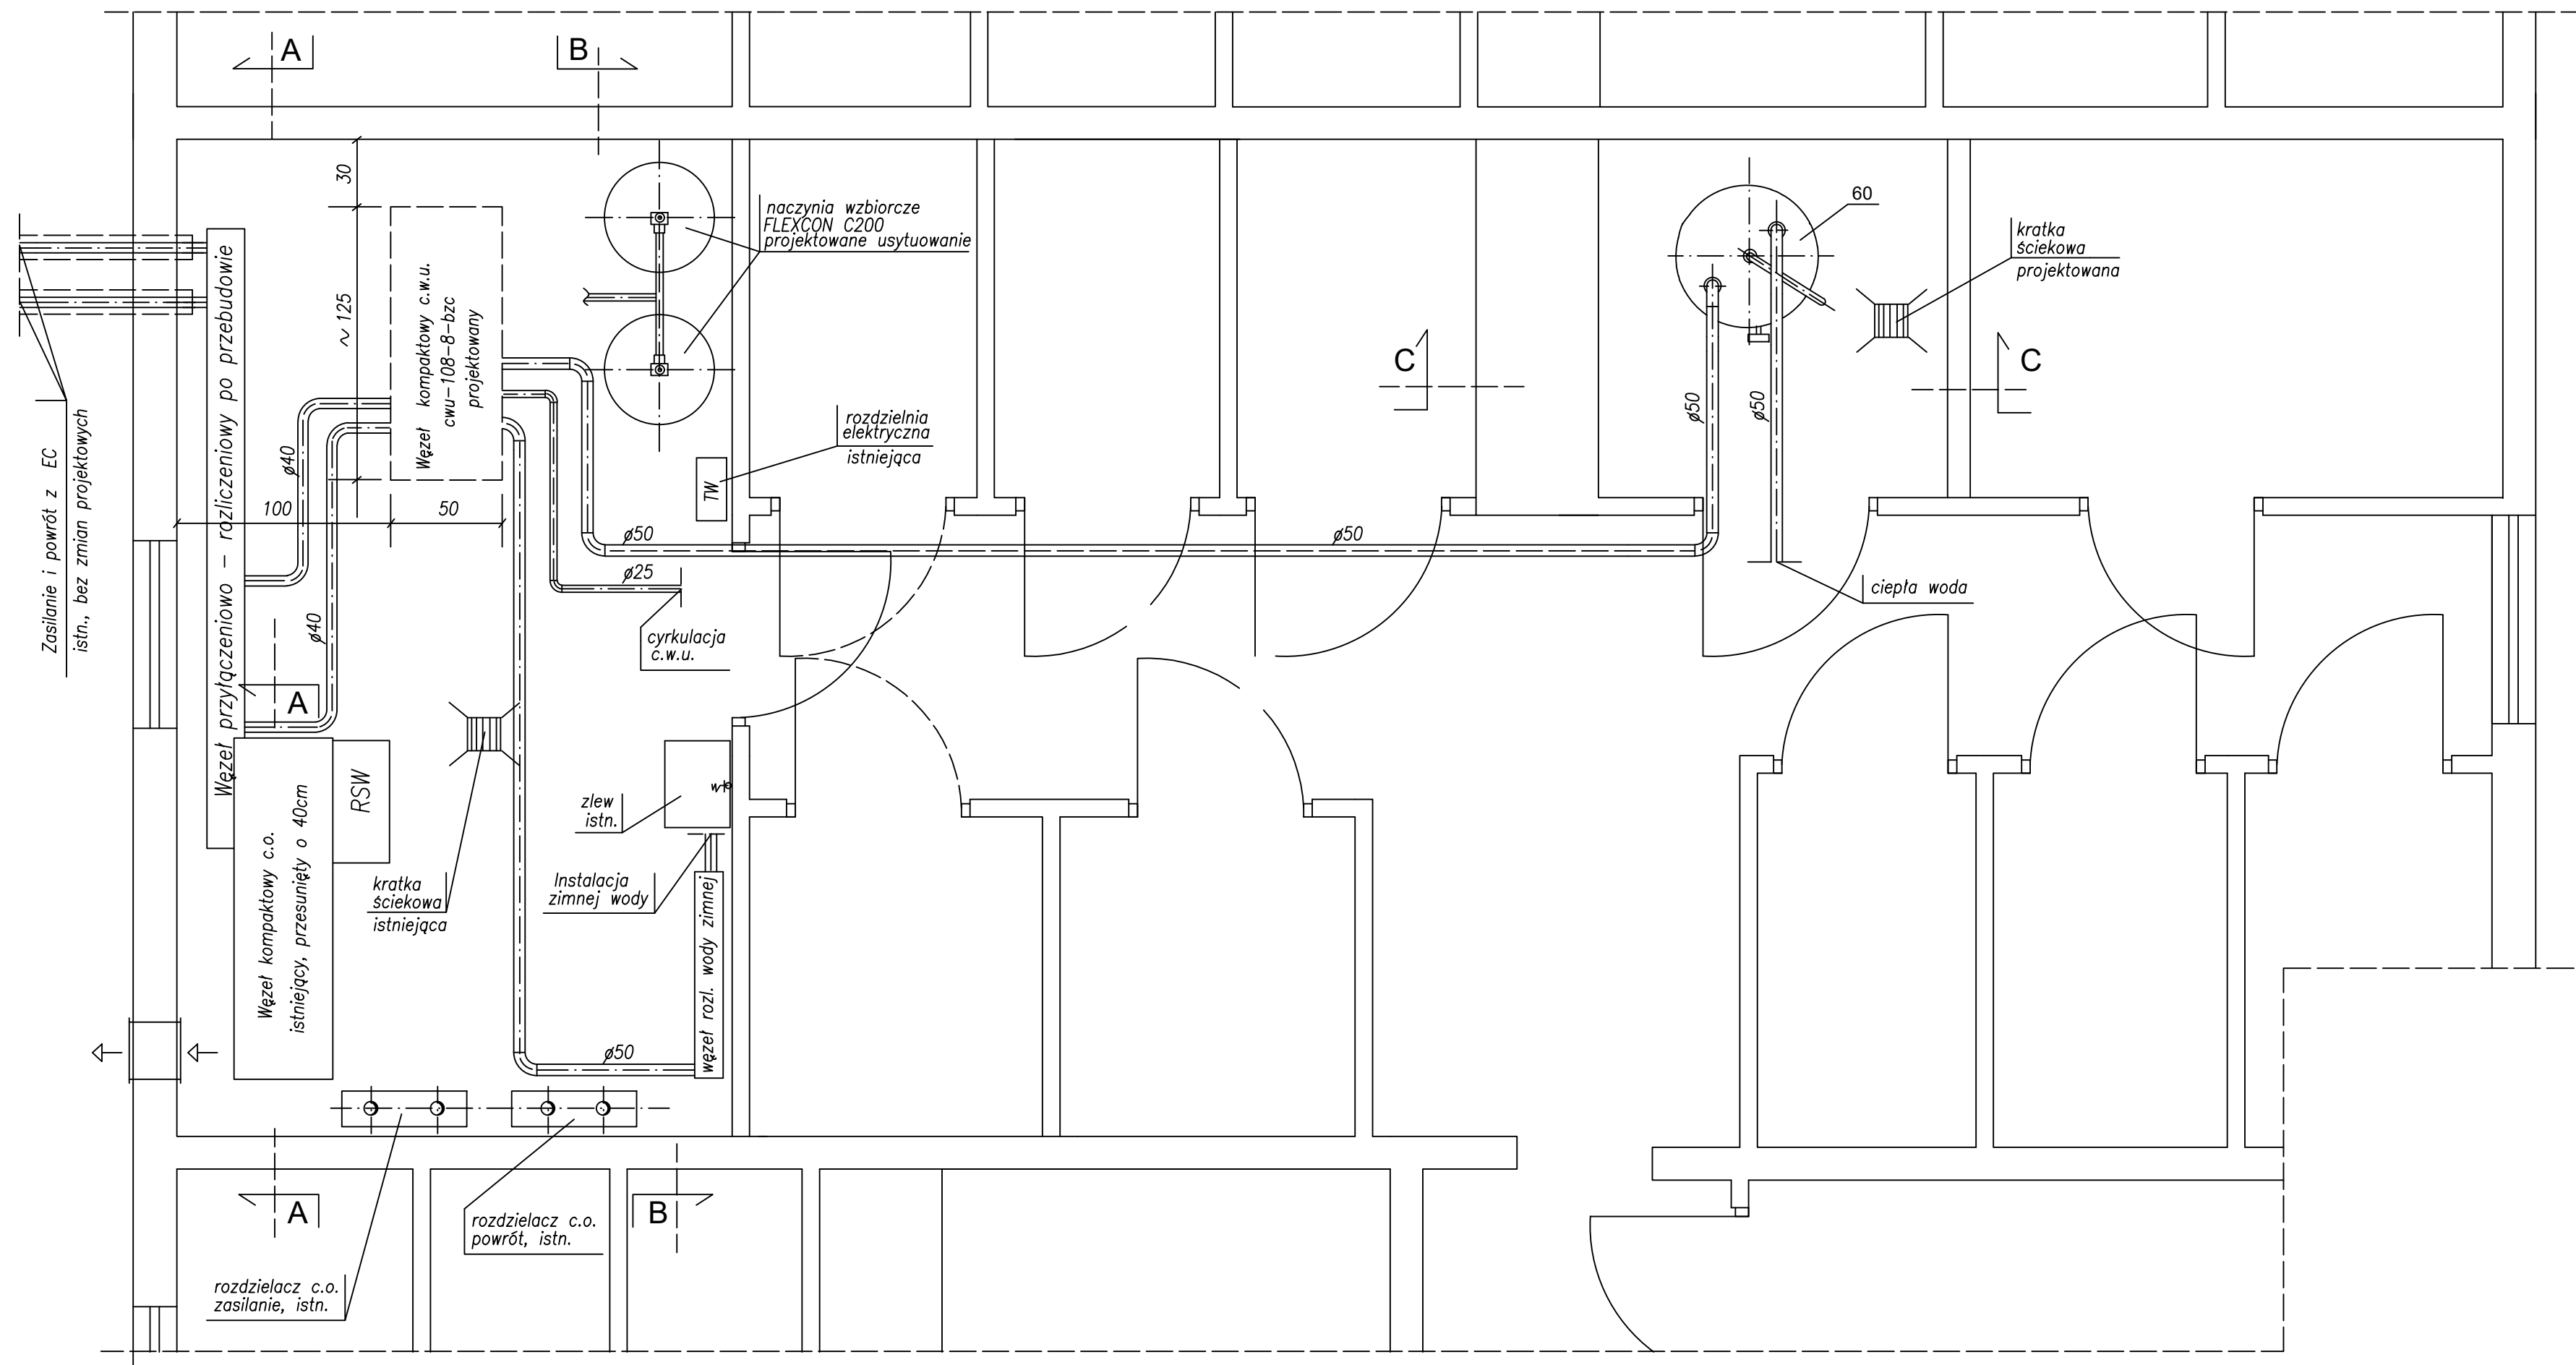 A
B
30
~125
Węzeł kompaktowy c.w.u.
cwu-108-8-bzc
projektowany
naczynia wzbiorcze
FLEXCON C200
projektowane usytuowanie
60
kratka
ściekowa
projektowana
Węzeł przyłączeniowo - rozliczeniowy po przebudowie
Zasilanie i powrót z EC
istn., bez zmian projektowych
C
C
ø50
ø50
rozdzielnia
elektryczna
istniejąca
TW
ø40
100
50
ø50
ø50
ø25
ø40
cyrkulacja
c.w.u.
ciepła woda
A
RSW
zlew
istn.
Węzeł kompaktowy c.o.
istniejący, przesunięty o 40cm
kratka
ściekowa
istniejąca
Instalacja
zimnej wody
węzeł rozl. wody zimnej
ø50
A
B
rozdzielacz c.o.
powrót, istn.
rozdzielacz c.o.
zasilanie, istn.